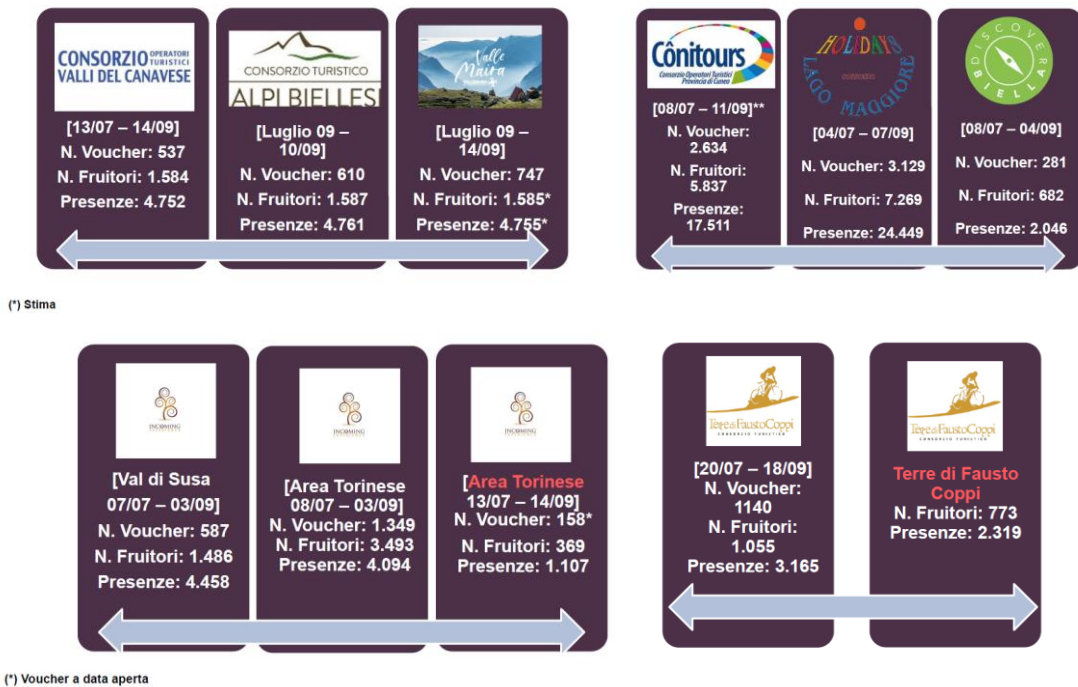 CONSORZIO OPERATORI TURISTICI
VALLI DEL CANAVESE
[13/07 – 14/09]
N. Voucher: 537
N. Fruitori: 1.584
Presenze: 4.752
CONSORZIO TURISTICO
ALPI BIELLESI
[Luglio 09 –
10/09]
N. Voucher: 610
N. Fruitori: 1.587
Presenze: 4.761
Valle
Maira
[Luglio 09 –
14/09]
N. Voucher: 747
N. Fruitori: 1.585*
Presenze: 4.755*
Cônitours
Consorzio Operatori Turistici
Provincia di Cuneo
[08/07 – 11/09]**
N. Voucher:
2.634
N. Fruitori:
5.837
Presenze:
17.511
HOLIDAYS
LAGO MAGGIORE
[04/07 – 07/09]
N. Voucher: 3.129
N. Fruitori: 7.269
Presenze: 24.449
DISCOVER
BIELLA
[08/07 – 04/09]
N. Voucher: 281
N. Fruitori: 682
Presenze: 2.046
(*) Stima
INCOMING
[Val di Susa
07/07 – 03/09]
N. Voucher: 587
N. Fruitori: 1.486
Presenze: 4.458
INCOMING
[Area Torinese
08/07 – 03/09]
N. Voucher: 1.349
N. Fruitori: 3.493
Presenze: 4.094
INCOMING
[Area Torinese
13/07 – 14/09]
N. Voucher: 158*
N. Fruitori: 369
Presenze: 1.107
Terre di Fausto Coppi
CONSORZIO TURISTICO
[20/07 – 18/09]
N. Voucher:
1140
N. Fruitori:
1.055
Presenze: 3.165
Terre di Fausto Coppi
CONSORZIO TURISTICO
Terre di Fausto
Coppi
N. Fruitori: 773
Presenze: 2.319
(*) Voucher a data aperta